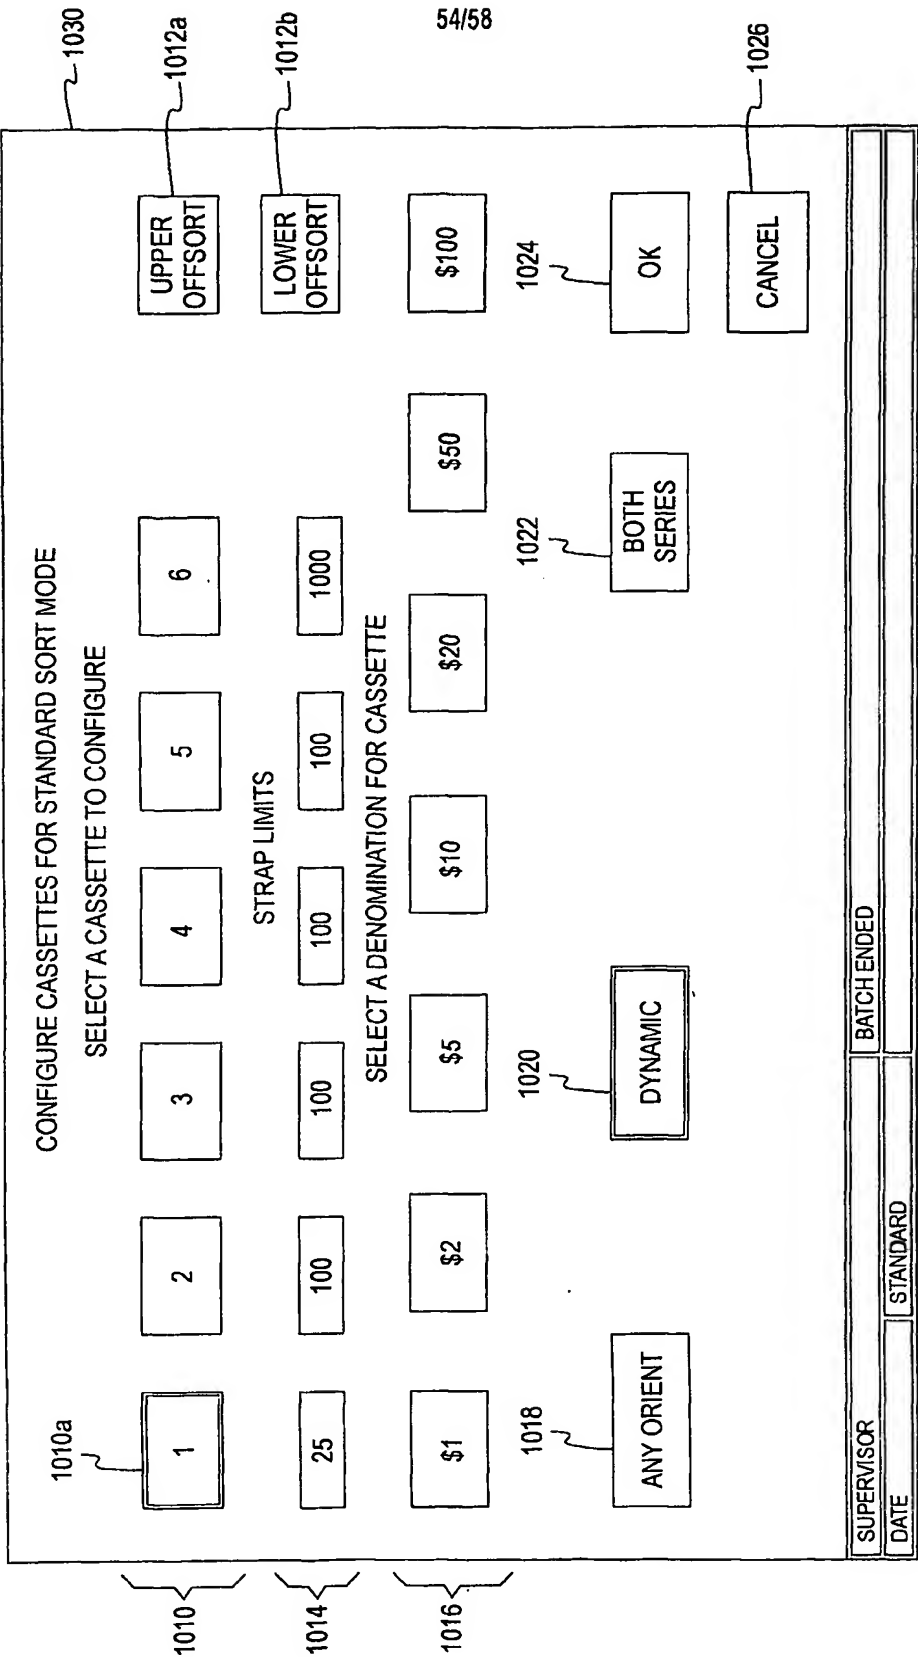 54/58
1030
CONFIGURE CASSETTES FOR STANDARD SORT MODE
SELECT A CASSETTE TO CONFIGURE
1010a
1010
1
2
3
4
5
6
UPPER
OFFSORT
1012a
STRAP LIMITS
1014
25
100
100
100
100
1000
LOWER
OFFSORT
1012b
SELECT A DENOMINATION FOR CASSETTE
1016
$1
$2
$5
$10
$20
$50
$100
1018
1020
1022
1024
ANY ORIENT
DYNAMIC
BOTH
SERIES
OK
CANCEL
1026
SUPERVISOR
BATCH ENDED
DATE
STANDARD